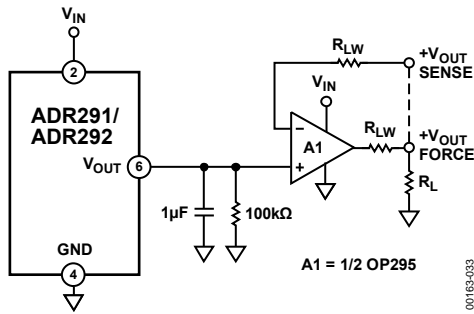 VIN
2
ADR291/
ADR292
VOUT
6
GND
4
1µF
100kΩ
VIN
A1
−
+
RLW
+VOUT
SENSE
RLW
+VOUT
FORCE
RL
A1 = 1/2 OP295
00163-033